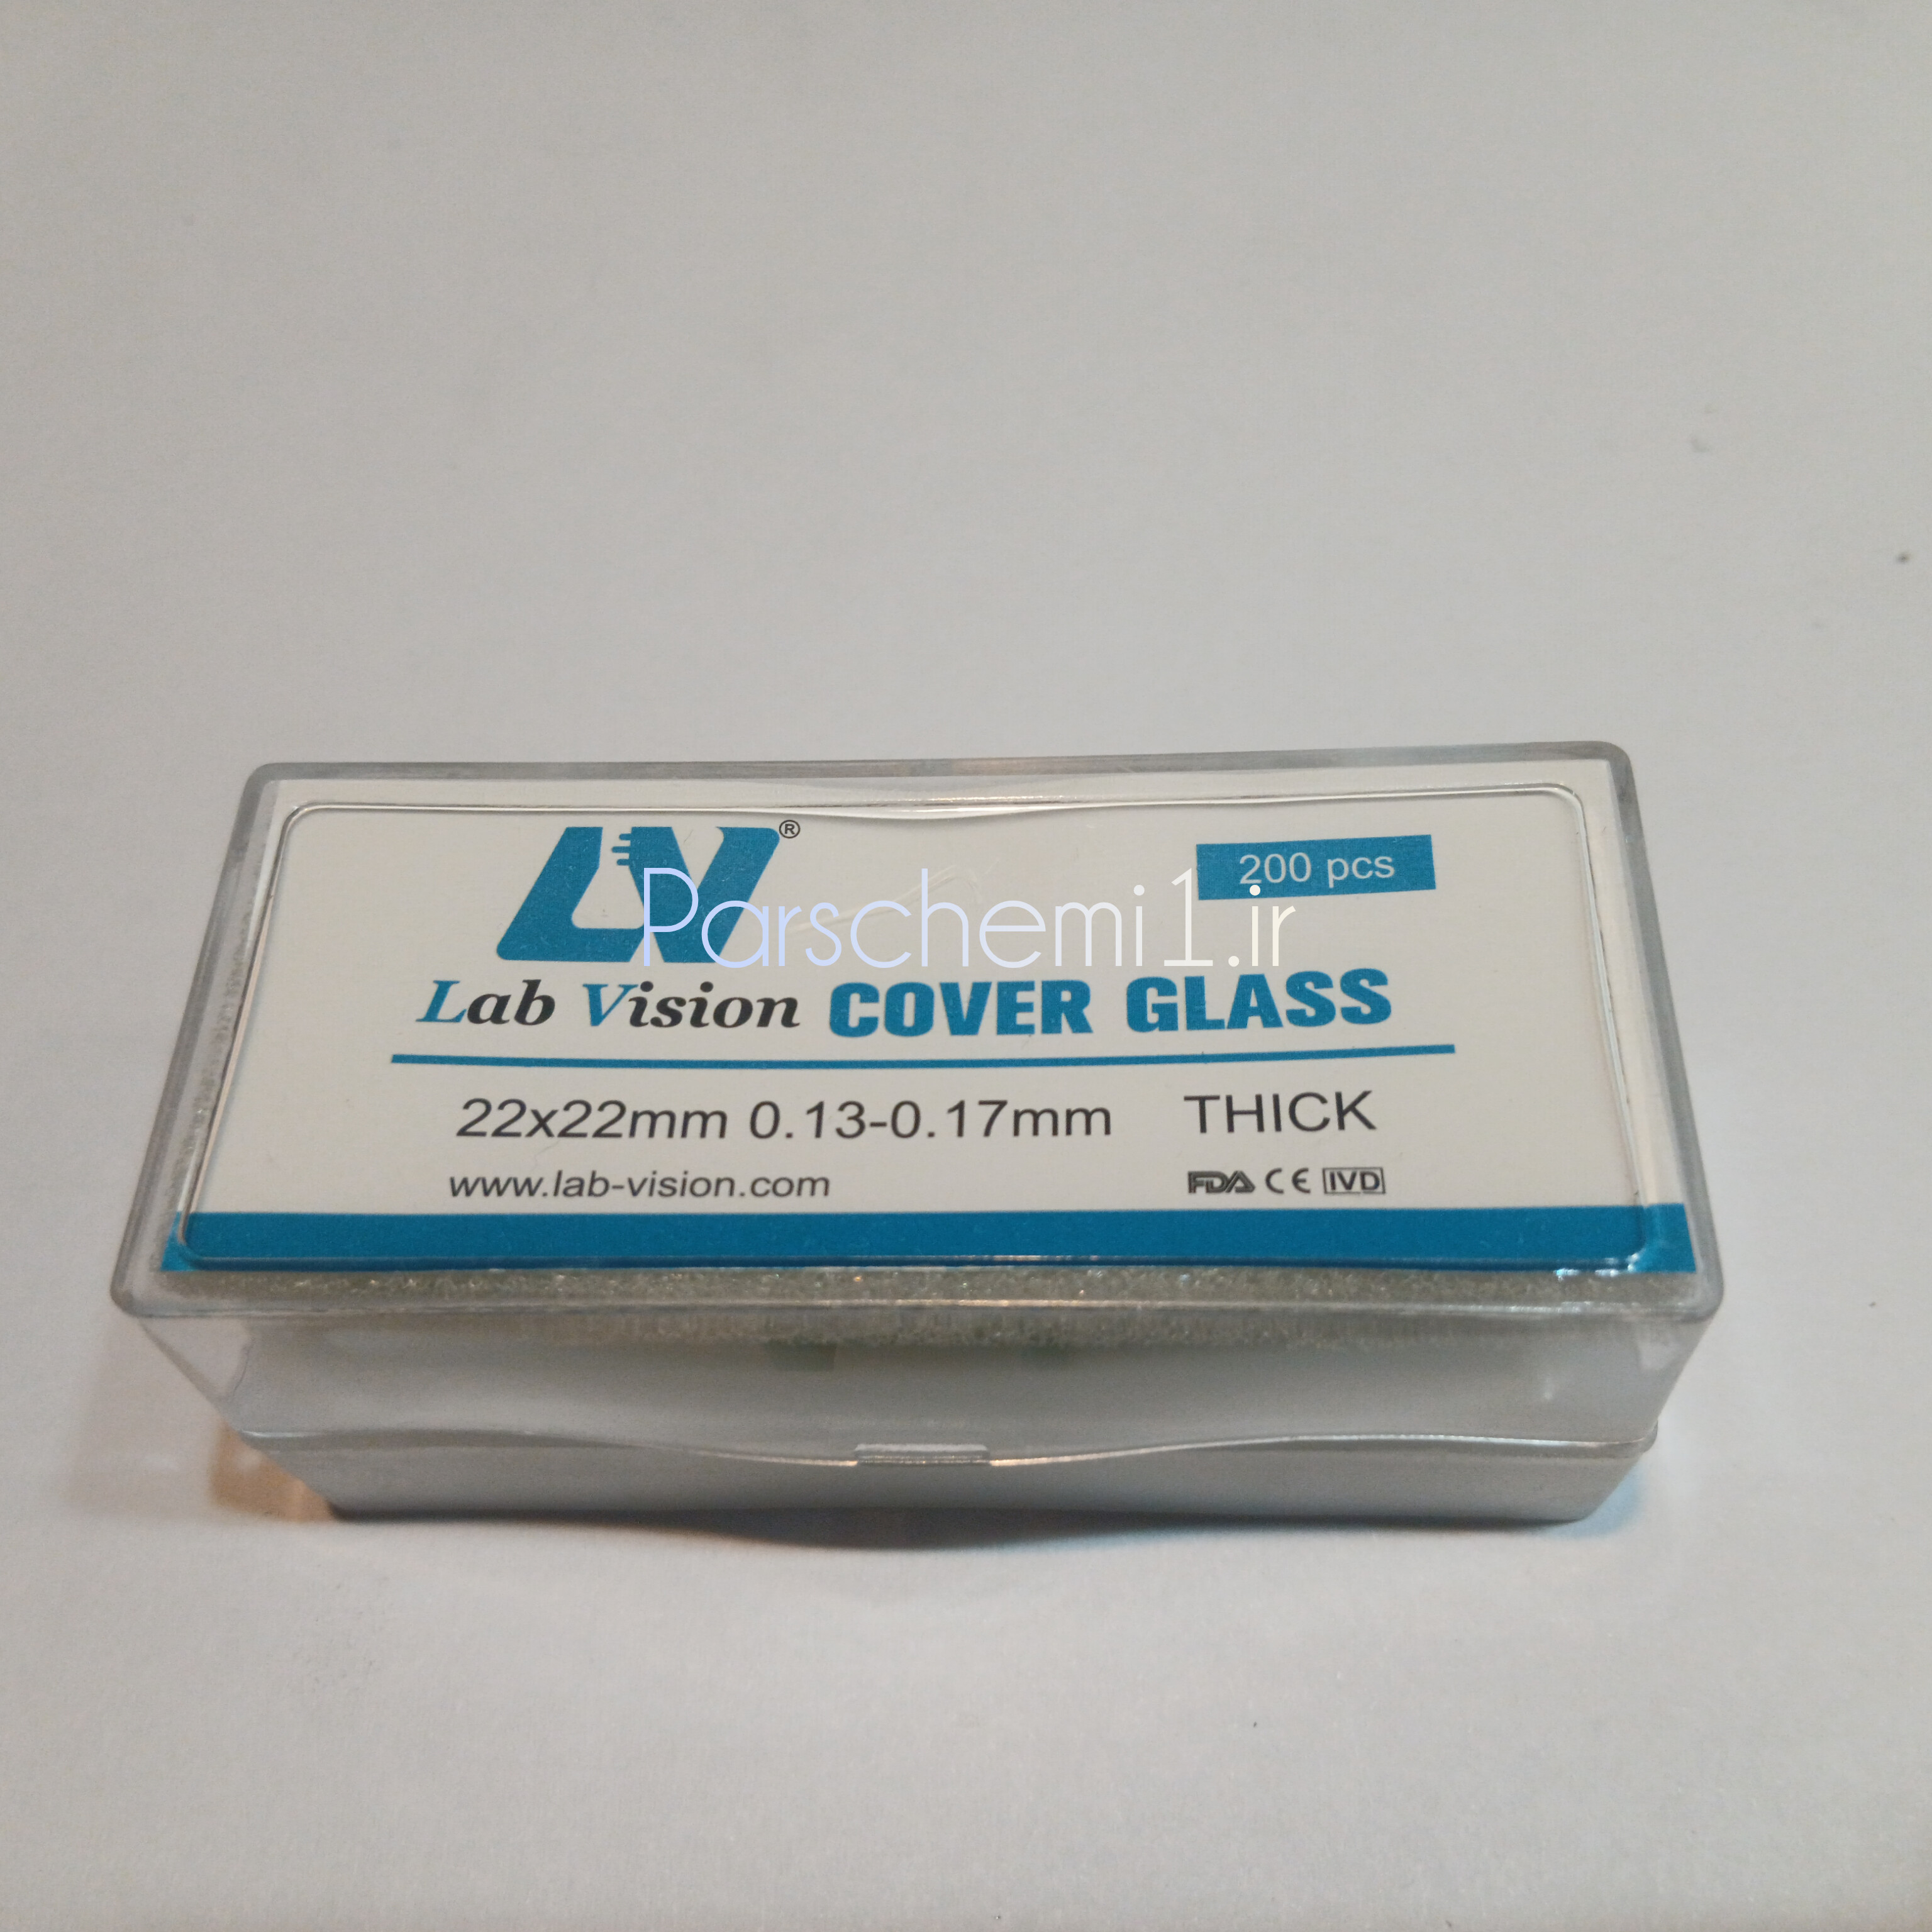 LV®
200 pcs
Parschemi1.ir
Lab Vision COVER GLASS
22x22mm 0.13-0.17mm THICK
www.lab-vision.com FDA CE IVD